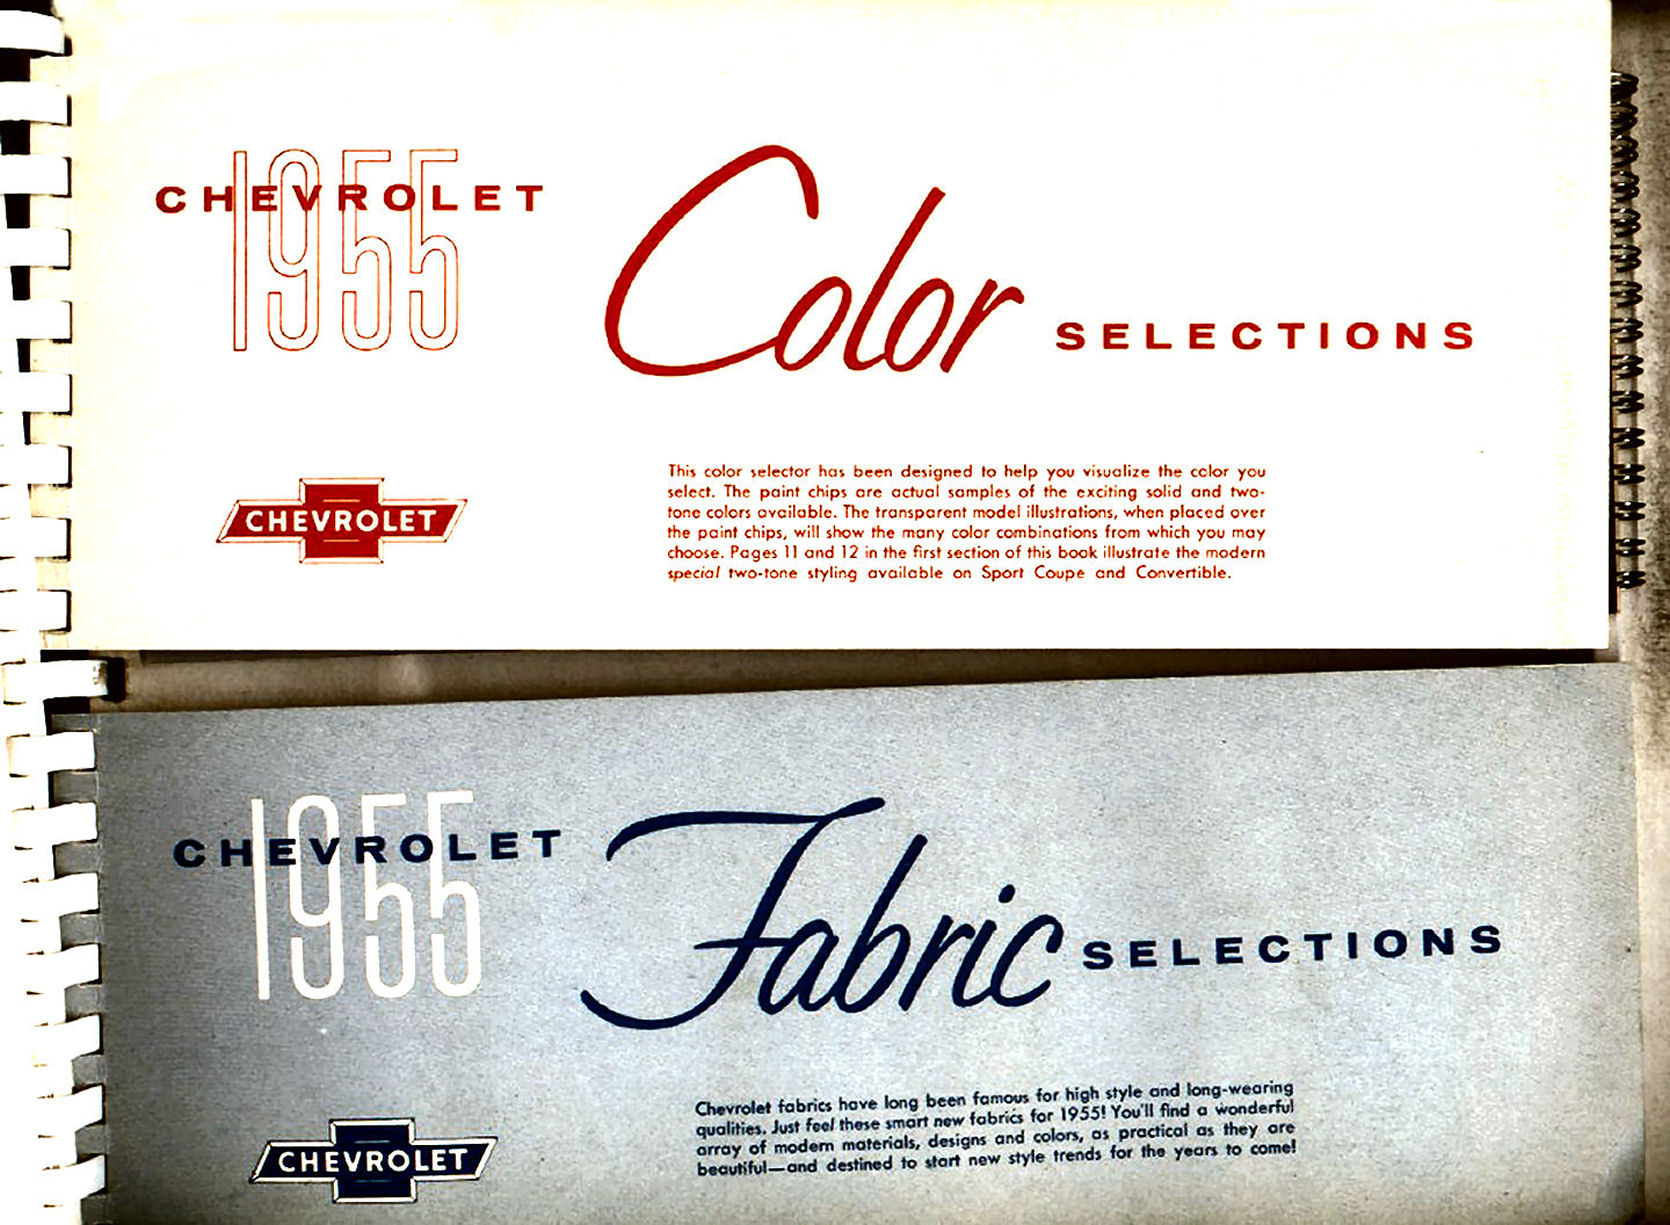 CHEVROLET
1955
Color SELECTIONS
CHEVROLET
This color selector has been designed to help you visualize the color you
select. The paint chips are actual samples of the exciting solid and two-
tone colors available. The transparent model illustrations, when placed over
the paint chips, will show the many color combinations from which you may
choose. Pages 11 and 12 in the first section of this book illustrate the modern
special two-tone styling available on Sport Coupe and Convertible.
CHEVROLET
1955
Fabric SELECTIONS
CHEVROLET
Chevrolet fabrics have long been famous for high style and long-wearing
qualities. Just feel these smart new fabrics for 1955! You'll find a wonderful
array of modern materials, designs and colors, as practical as they are
beautiful—and destined to start new style trends for the years to come!